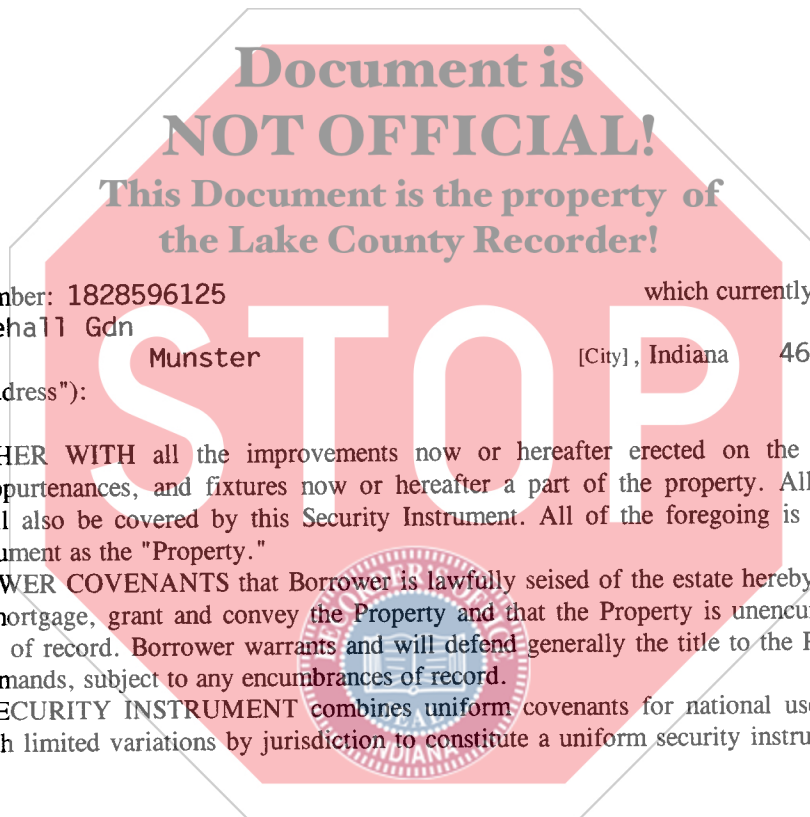 Document is
NOT OFFICIAL!
This Document is the property of
the Lake County Recorder!
mber: 1828596125 which currently
ehall Gdn
Munster [City], Indiana 46
dress"):
STOP
HER WITH all the improvements now or hereafter erected on the
ppurtenances, and fixtures now or hereafter a part of the property. All
l also be covered by this Security Instrument. All of the foregoing is
ument as the "Property."
WER COVENANTS that Borrower is lawfully seised of the estate hereby
nortgage, grant and convey the Property and that the Property is unencu
of record. Borrower warrants and will defend generally the title to the
mands, subject to any encumbrances of record.
ECURITY INSTRUMENT combines uniform covenants for national us
h limited variations by jurisdiction to constitute a uniform security instru
RECORDER'S OFFICE
SEAL
INDIANA